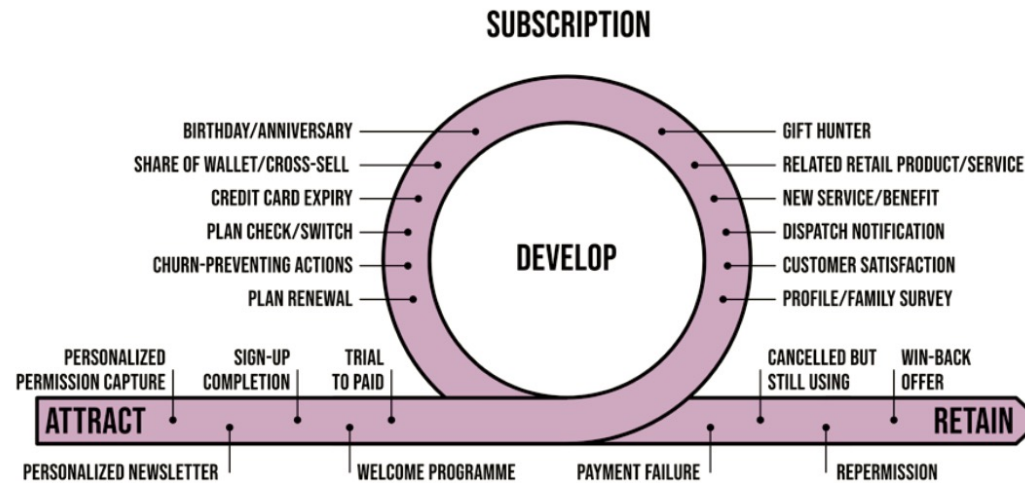 SUBSCRIPTION
BIRTHDAY/ANNIVERSARY
SHARE OF WALLET/CROSS-SELL
CREDIT CARD EXPIRY
PLAN CHECK/SWITCH
CHURN-PREVENTING ACTIONS
PLAN RENEWAL
DEVELOP
GIFT HUNTER
RELATED RETAIL PRODUCT/SERVICE
NEW SERVICE/BENEFIT
DISPATCH NOTIFICATION
CUSTOMER SATISFACTION
PROFILE/FAMILY SURVEY
PERSONALIZED
PERMISSION CAPTURE
SIGN-UP
COMPLETION
TRIAL
TO PAID
CANCELLED BUT
STILL USING
WIN-BACK
OFFER
ATTRACT
RETAIN
PERSONALIZED NEWSLETTER
WELCOME PROGRAMME
PAYMENT FAILURE
REPERMISSION